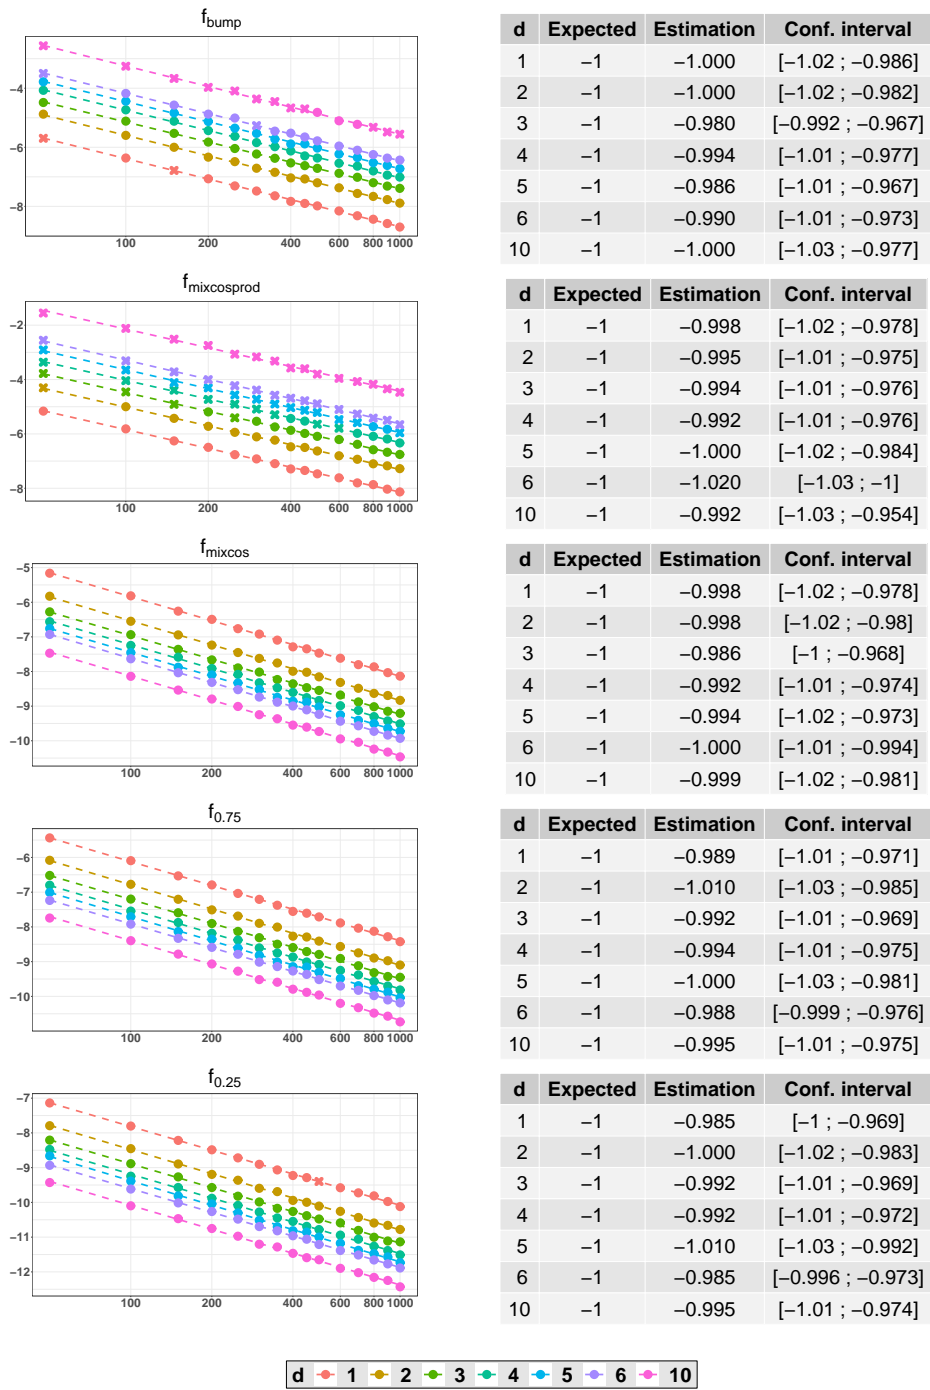 f_bump
−4
−6
−8
100 200 400 600 800 1000
d Expected Estimation Conf. interval
1 −1 −1.000 [−1.02 ; −0.986]
2 −1 −1.000 [−1.02 ; −0.982]
3 −1 −0.980 [−0.992 ; −0.967]
4 −1 −0.994 [−1.01 ; −0.977]
5 −1 −0.986 [−1.01 ; −0.967]
6 −1 −0.990 [−1.01 ; −0.973]
10 −1 −1.000 [−1.03 ; −0.977]
f_mixcosprod
−2
−4
−6
−8
100 200 400 600 800 1000
d Expected Estimation Conf. interval
1 −1 −0.998 [−1.02 ; −0.978]
2 −1 −0.995 [−1.01 ; −0.975]
3 −1 −0.994 [−1.01 ; −0.976]
4 −1 −0.992 [−1.01 ; −0.976]
5 −1 −1.000 [−1.02 ; −0.984]
6 −1 −1.020 [−1.03 ; −1]
10 −1 −0.992 [−1.03 ; −0.954]
f_mixcos
−5
−6
−7
−8
−9
−10
100 200 400 600 800 1000
d Expected Estimation Conf. interval
1 −1 −0.998 [−1.02 ; −0.978]
2 −1 −0.998 [−1.02 ; −0.98]
3 −1 −0.986 [−1 ; −0.968]
4 −1 −0.992 [−1.01 ; −0.974]
5 −1 −0.994 [−1.02 ; −0.973]
6 −1 −1.000 [−1.01 ; −0.994]
10 −1 −0.999 [−1.02 ; −0.981]
f_0.75
−6
−7
−8
−9
−10
100 200 400 600 800 1000
d Expected Estimation Conf. interval
1 −1 −0.989 [−1.01 ; −0.971]
2 −1 −1.010 [−1.03 ; −0.985]
3 −1 −0.992 [−1.01 ; −0.969]
4 −1 −0.994 [−1.01 ; −0.975]
5 −1 −1.000 [−1.03 ; −0.981]
6 −1 −0.988 [−0.999 ; −0.976]
10 −1 −0.995 [−1.01 ; −0.975]
f_0.25
−7
−8
−9
−10
−11
−12
100 200 400 600 800 1000
d Expected Estimation Conf. interval
1 −1 −0.985 [−1 ; −0.969]
2 −1 −1.000 [−1.02 ; −0.983]
3 −1 −0.992 [−1.01 ; −0.969]
4 −1 −0.992 [−1.01 ; −0.972]
5 −1 −1.010 [−1.03 ; −0.992]
6 −1 −0.985 [−0.996 ; −0.973]
10 −1 −0.995 [−1.01 ; −0.974]
d 1 2 3 4 5 6 10